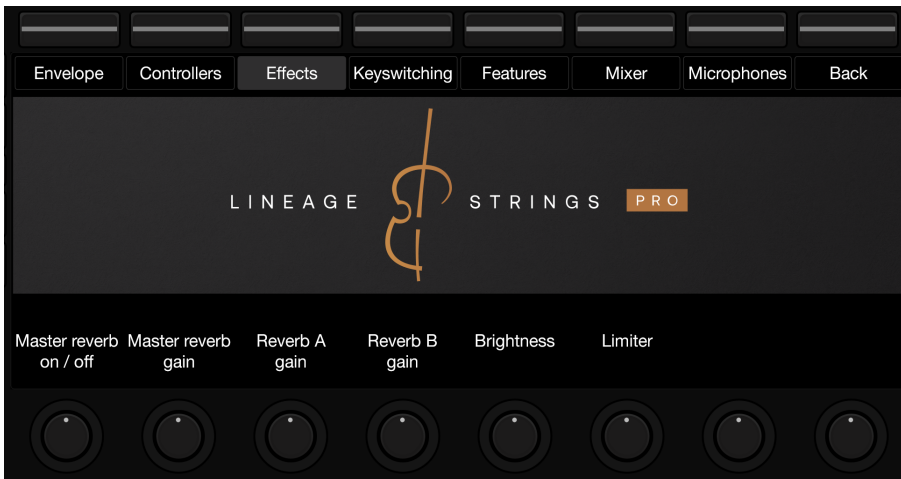 Envelope Controllers Effects Keyswitching Features Mixer Microphones Back
LINEAGE STRINGS PRO
Master reverb on / off
Master reverb gain
Reverb A gain
Reverb B gain
Brightness
Limiter